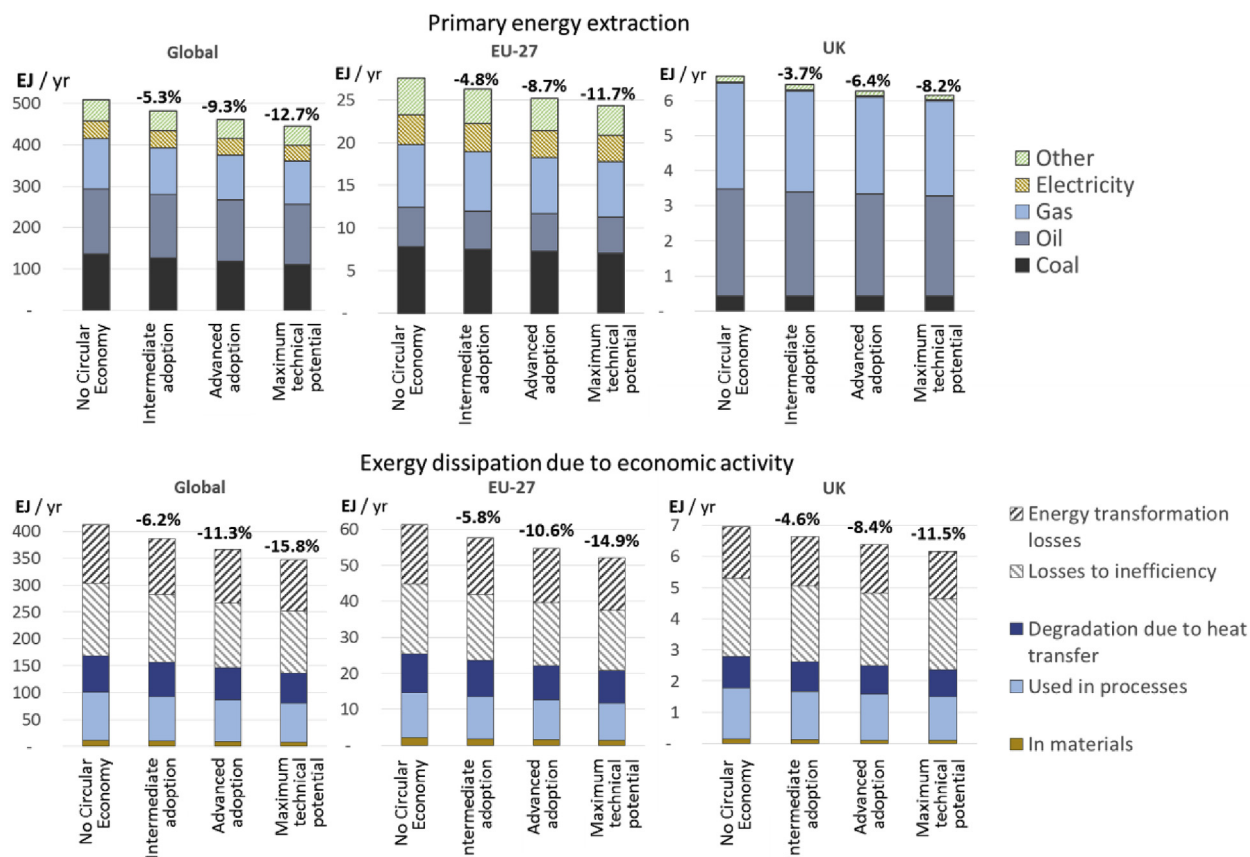 Primary energy extraction
Global
EJ / yr
500
400
300
200
100
-
-5.3%
-9.3%
-12.7%
No Circular
Economy
Intermediate
adoption
Advanced
adoption
Maximum
technical
potential
EU-27
EJ / yr
25
20
15
10
5
-
-4.8%
-8.7%
-11.7%
No Circular
Economy
Intermediate
adoption
Advanced
adoption
Maximum
technical
potential
UK
EJ / yr
6
5
4
3
2
1
-
-3.7%
-6.4%
-8.2%
No Circular
Economy
Intermediate
adoption
Advanced
adoption
Maximum
technical
potential
Other
Electricity
Gas
Oil
Coal
Exergy dissipation due to economic activity
Global
EJ / yr
400
350
300
250
200
150
100
50
-
-6.2%
-11.3%
-15.8%
No Circular
Economy
Intermediate
adoption
Advanced
adoption
Maximum
technical
potential
EU-27
EJ / yr
60
50
40
30
20
10
-
-5.8%
-10.6%
-14.9%
No Circular
Economy
Intermediate
adoption
Advanced
adoption
Maximum
technical
potential
UK
EJ / yr
7
6
5
4
3
2
1
-
-4.6%
-8.4%
-11.5%
No Circular
Economy
Intermediate
adoption
Advanced
adoption
Maximum
technical
potential
Energy transformation
losses
Losses to inefficiency
Degradation due to heat
transfer
Used in processes
In materials